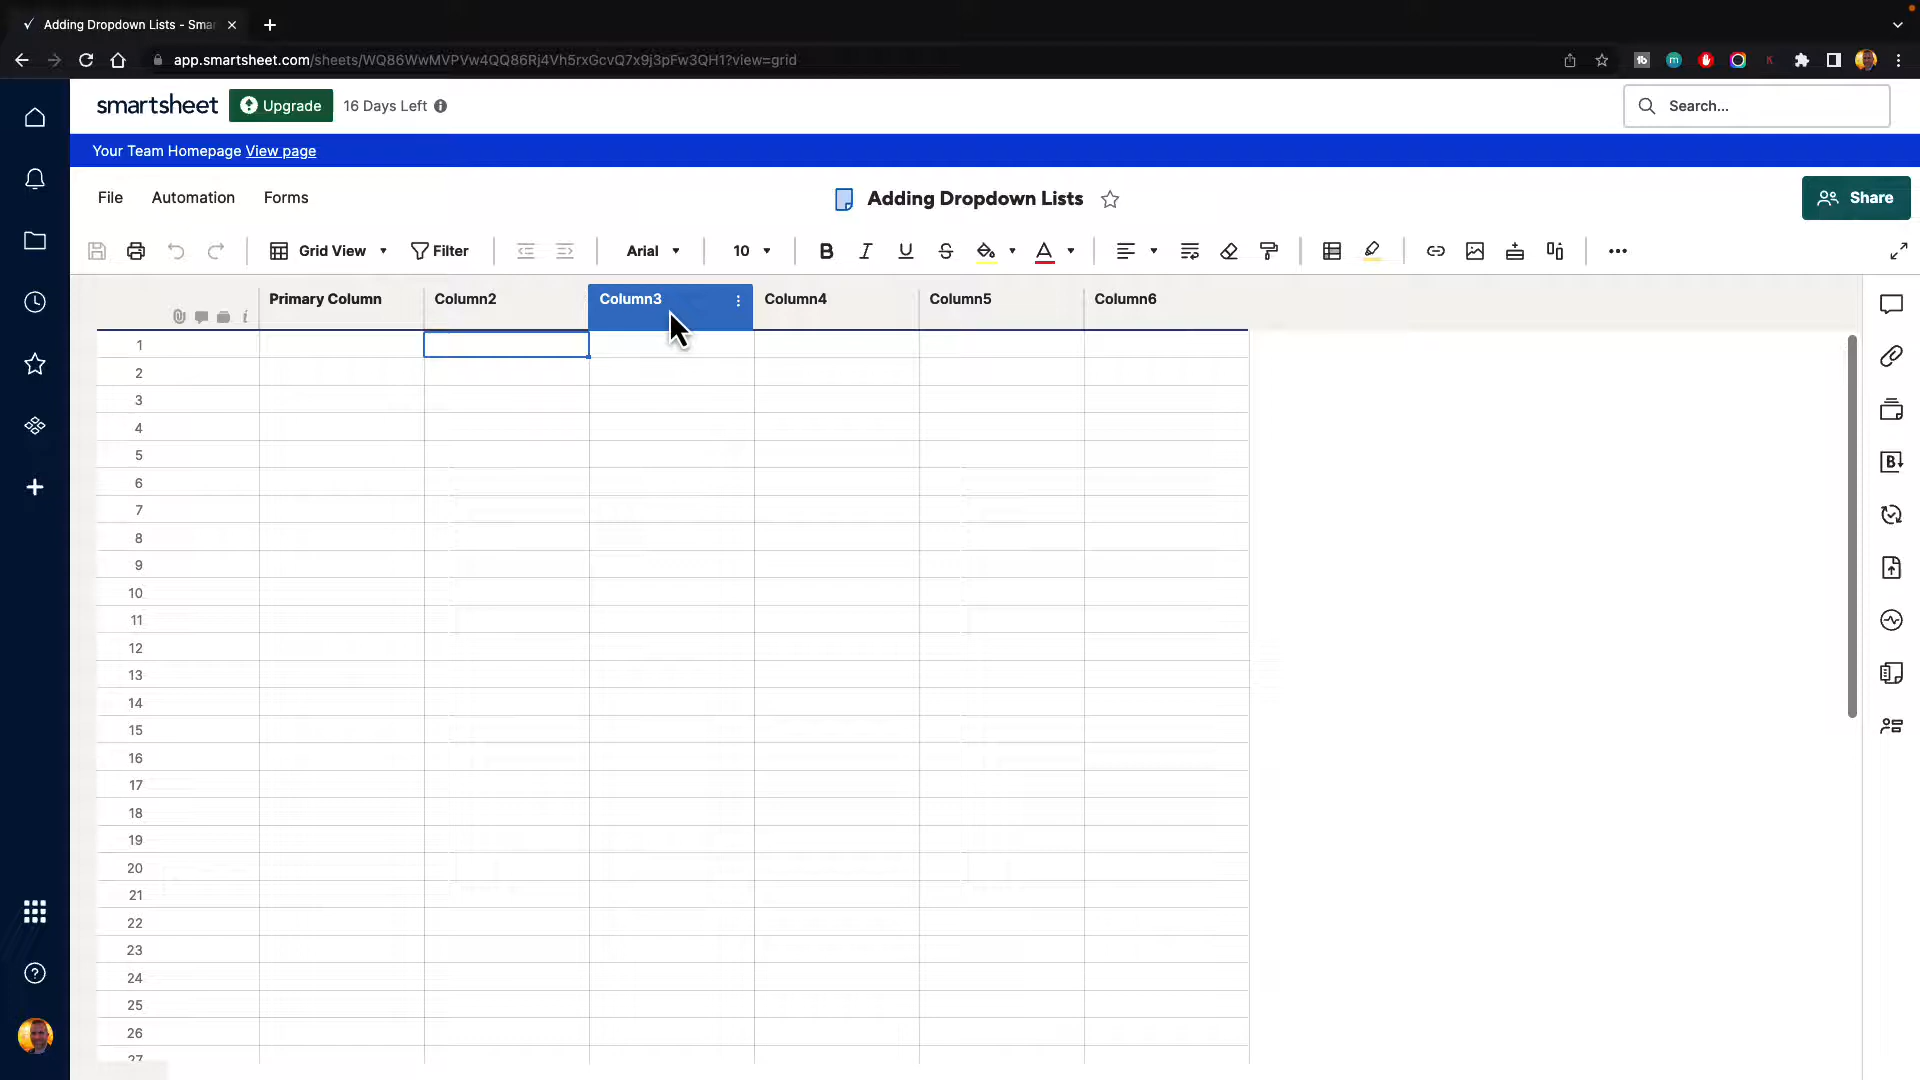 Adding Dropdown Lists - Sma
app.smartsheet.com/sheets/WQ86WwMVPVw4QQ86Rj4Vh5rxGcvQ7x9j3pFw3QH1?view=grid
smartsheet
Upgrade
16 Days Left
Search...
Your Team Homepage View page
File
Automation
Forms
Adding Dropdown Lists
Share
Grid View
Filter
Arial
10
Primary Column
Column2
Column3
Column4
Column5
Column6
1
2
3
4
5
6
7
8
9
10
11
12
13
14
15
16
17
18
19
20
21
22
23
24
25
26
27